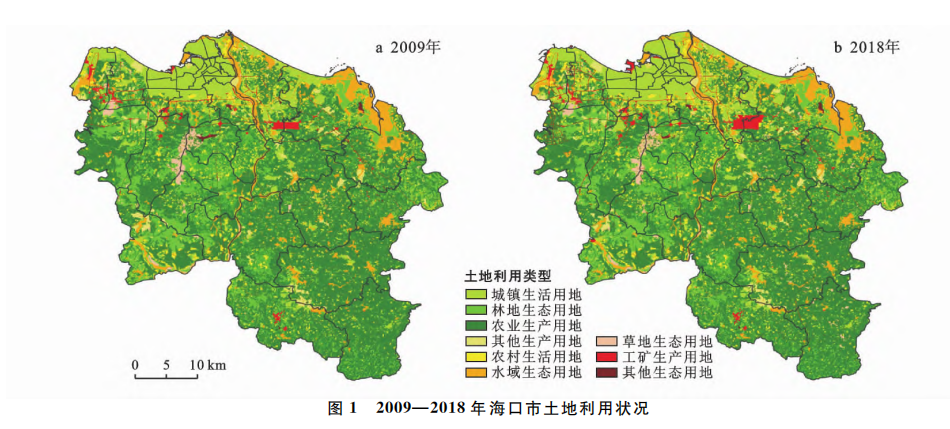 a 2009年
b 2018年
土地利用类型
城镇生活用地
林地生态用地
农业生产用地
其他生产用地
农村生活用地
水域生态用地
草地生态用地
工矿生产用地
其他生态用地
0 5 10 km
图 1 2009—2018 年海口市土地利用状况